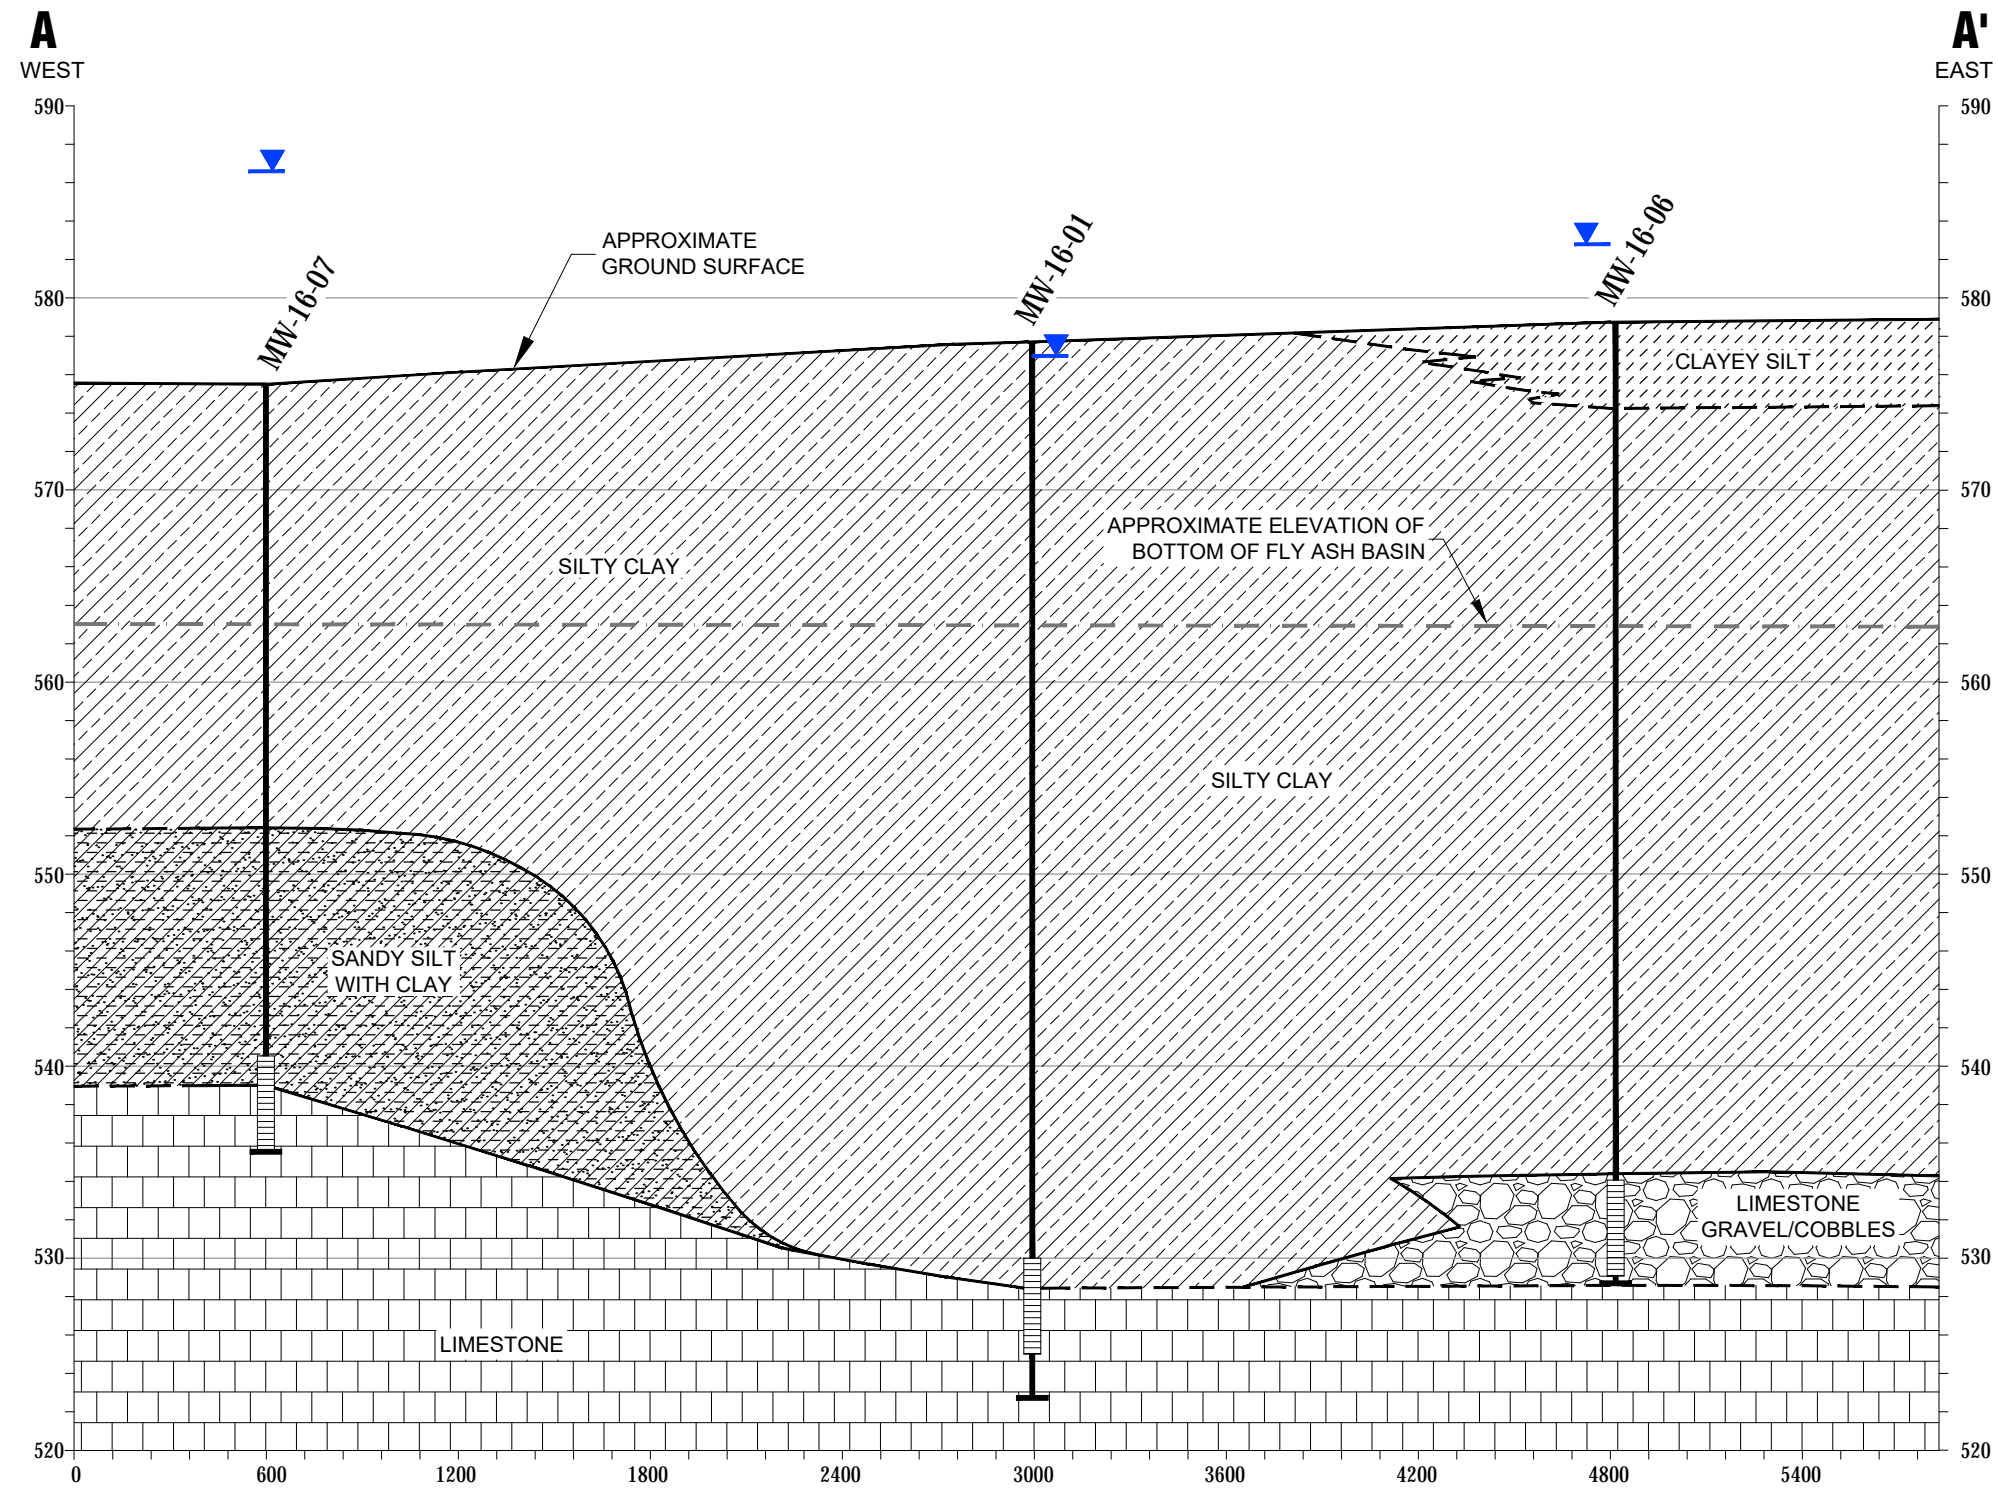 A
WEST
A'
EAST
590
590
MW-16-06
MW-16-01
APPROXIMATE
GROUND SURFACE
MW-16-07
580
580
CLAYEY SILT
570
570
APPROXIMATE ELEVATION OF
BOTTOM OF FLY ASH BASIN
SILTY CLAY
560
560
SILTY CLAY
550
550
SANDY SILT
WITH CLAY
540
540
LIMESTONE
GRAVEL/COBBLES
530
530
LIMESTONE
520
520
0
600
1200
1800
2400
3000
3600
4200
4800
5400